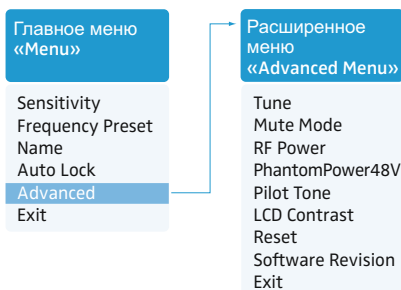 Главное меню
«Menu»
Sensitivity
Frequency Preset
Name
Auto Lock
Advanced
Exit
Расширенное
меню
«Advanced Menu»
Tune
Mute Mode
RF Power
PhantomPower48V
Pilot Tone
LCD Contrast
Reset
Software Revision
Exit